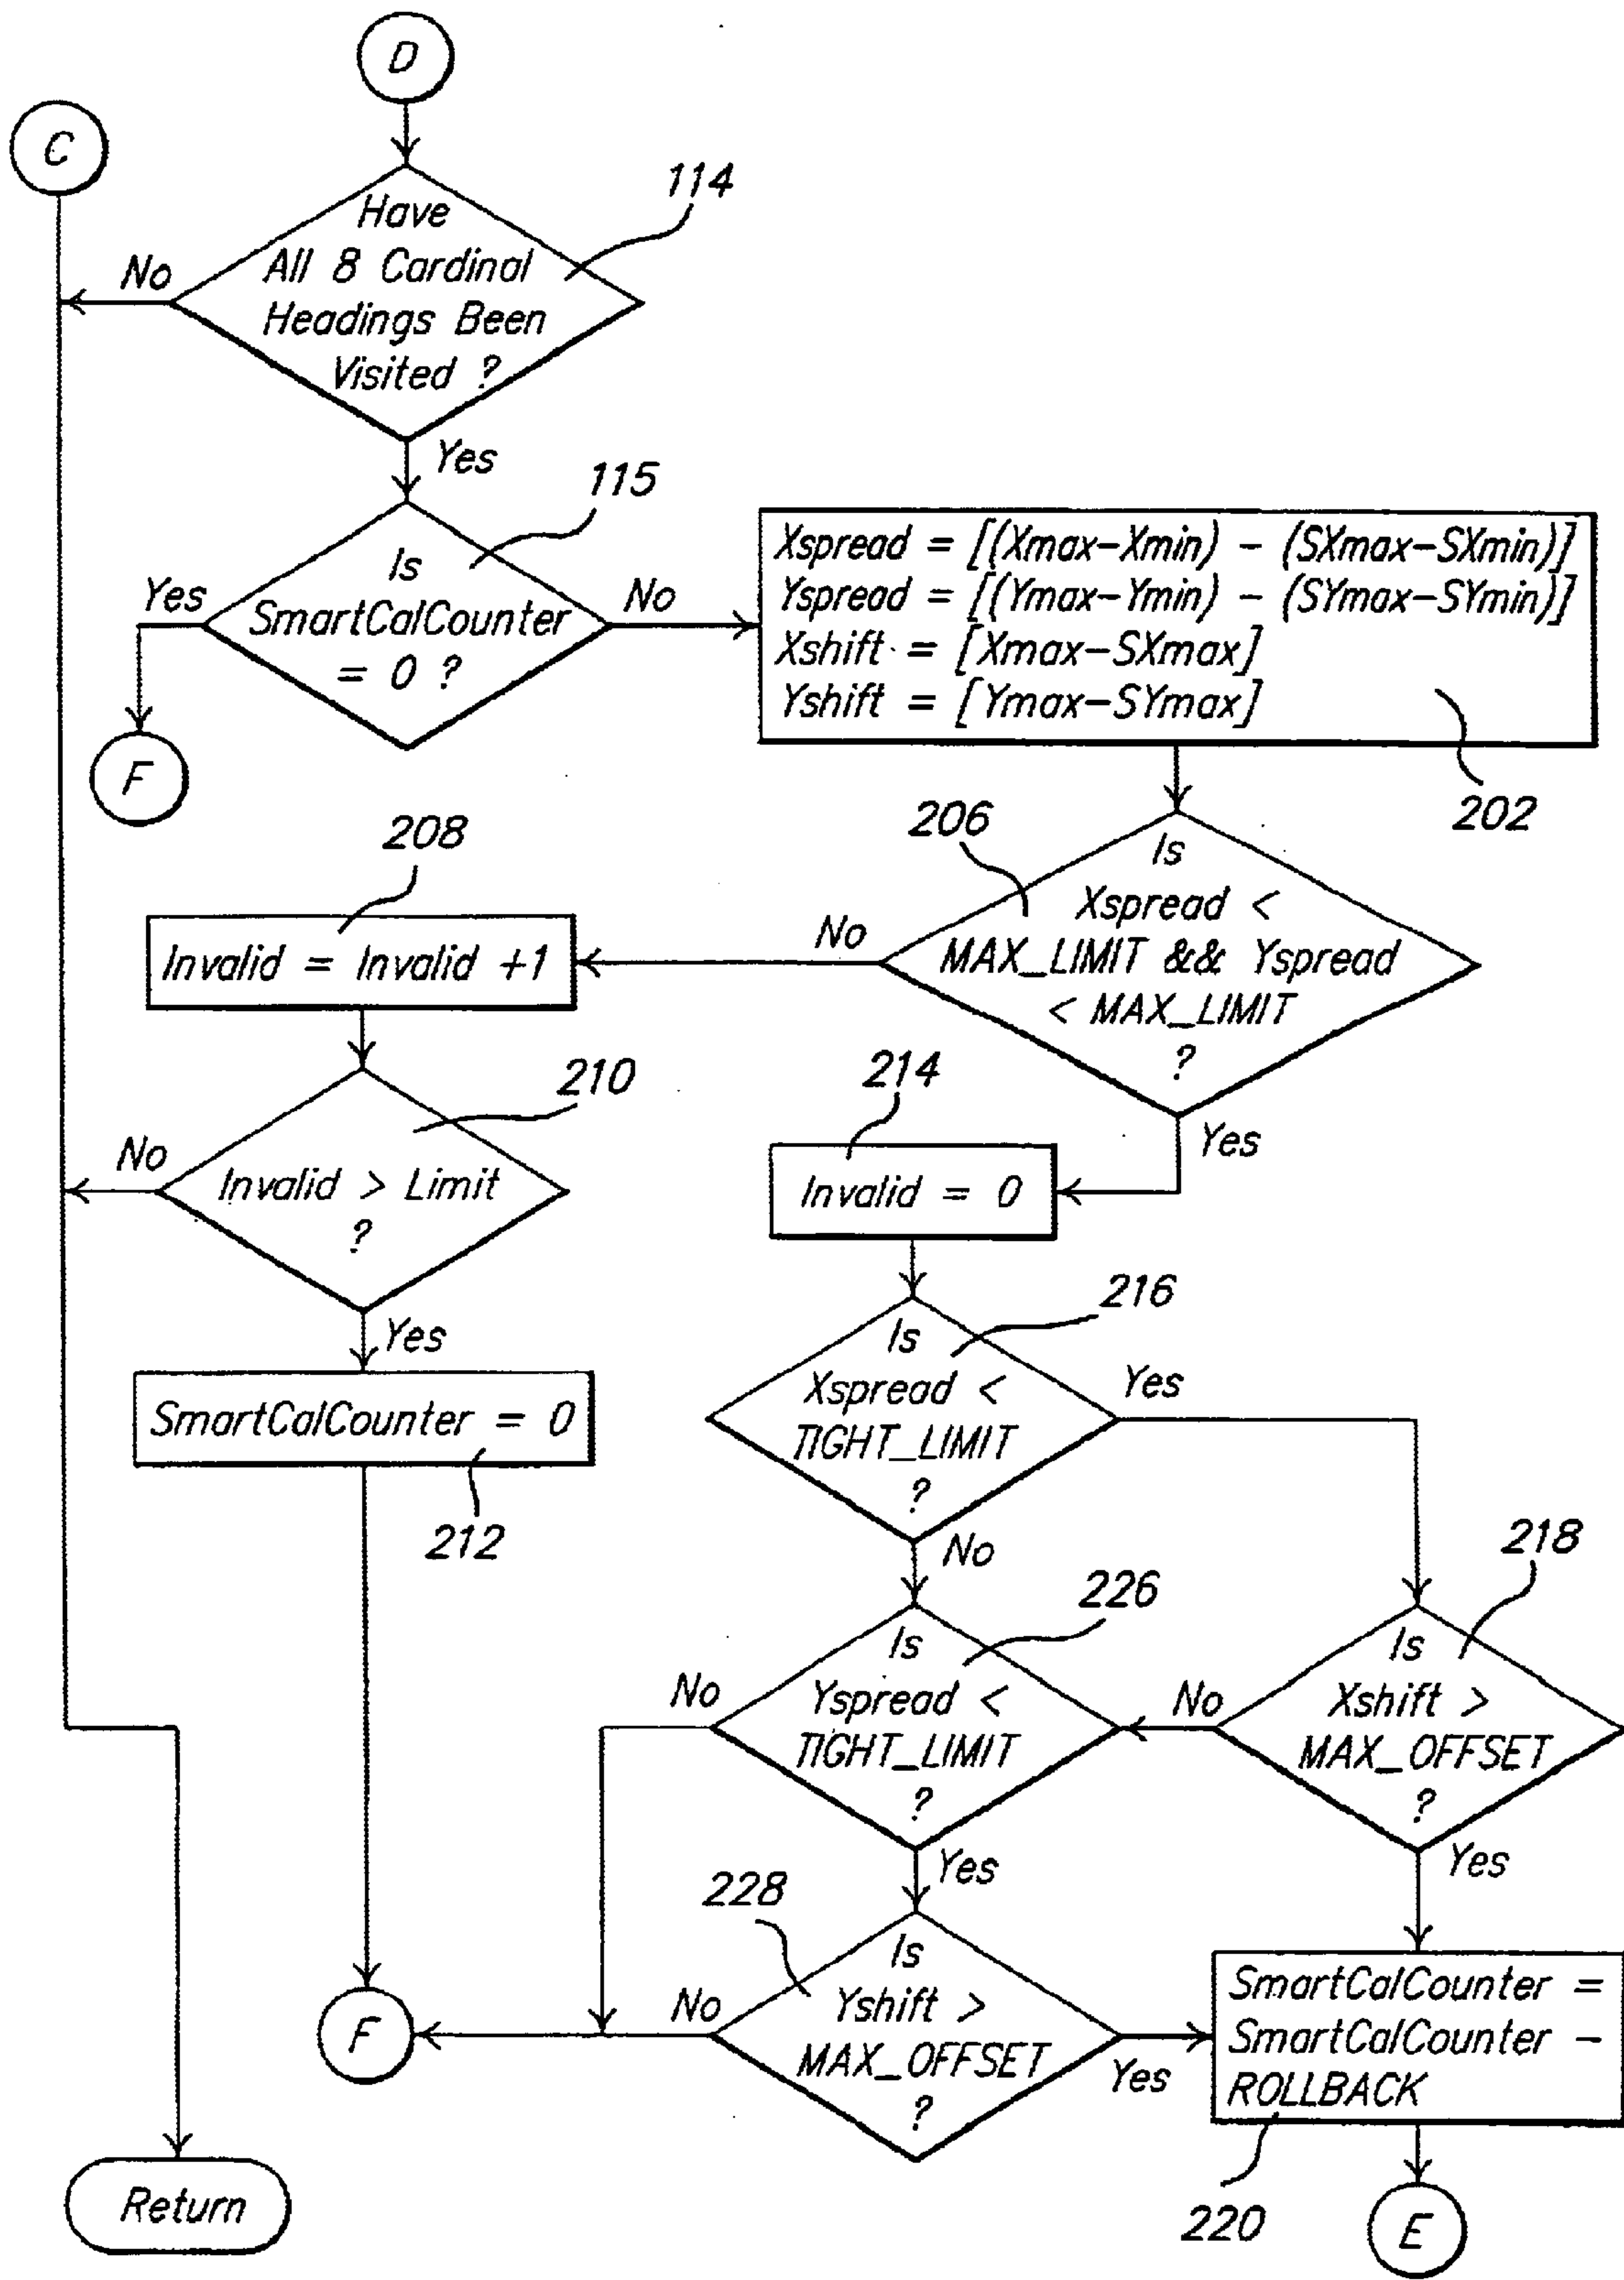 D
C
114
Have
All 8 Cardinal
Headings Been
Visited ?
No
Yes
115
Is
SmartCalCounter
= 0 ?
Yes
No
F
Xspread = [(Xmax-Xmin) - (SXmax-SXmin)]
Yspread = [(Ymax-Ymin) - (SYmax-SYmin)]
Xshift = [Xmax-SXmax]
Yshift = [Ymax-SYmax]
202
206
Is
Xspread <
MAX_LIMIT && Yspread
< MAX_LIMIT
?
No
Yes
208
Invalid = Invalid +1
210
Invalid > Limit
?
No
Yes
SmartCalCounter = 0
212
214
Invalid = 0
216
Is
Xspread <
TIGHT_LIMIT
?
Yes
No
218
Is
Xshift >
MAX_OFFSET
?
No
Yes
226
Is
Yspread <
TIGHT_LIMIT
?
No
Yes
228
Is
Yshift >
MAX_OFFSET
?
No
Yes
F
SmartCalCounter =
SmartCalCounter -
ROLLBACK
220
E
Return